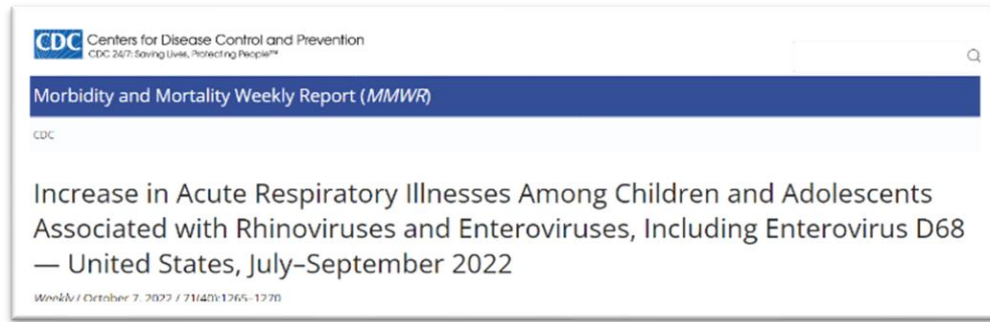 CDC Centers for Disease Control and Prevention
CDC 24/7: Saving Lives, Protecting People™
Morbidity and Mortality Weekly Report (MMWR)
CDC
Increase in Acute Respiratory Illnesses Among Children and Adolescents
Associated with Rhinoviruses and Enteroviruses, Including Enterovirus D68
— United States, July–September 2022
Weekly / October 7, 2022 / 71(40);1265–1270